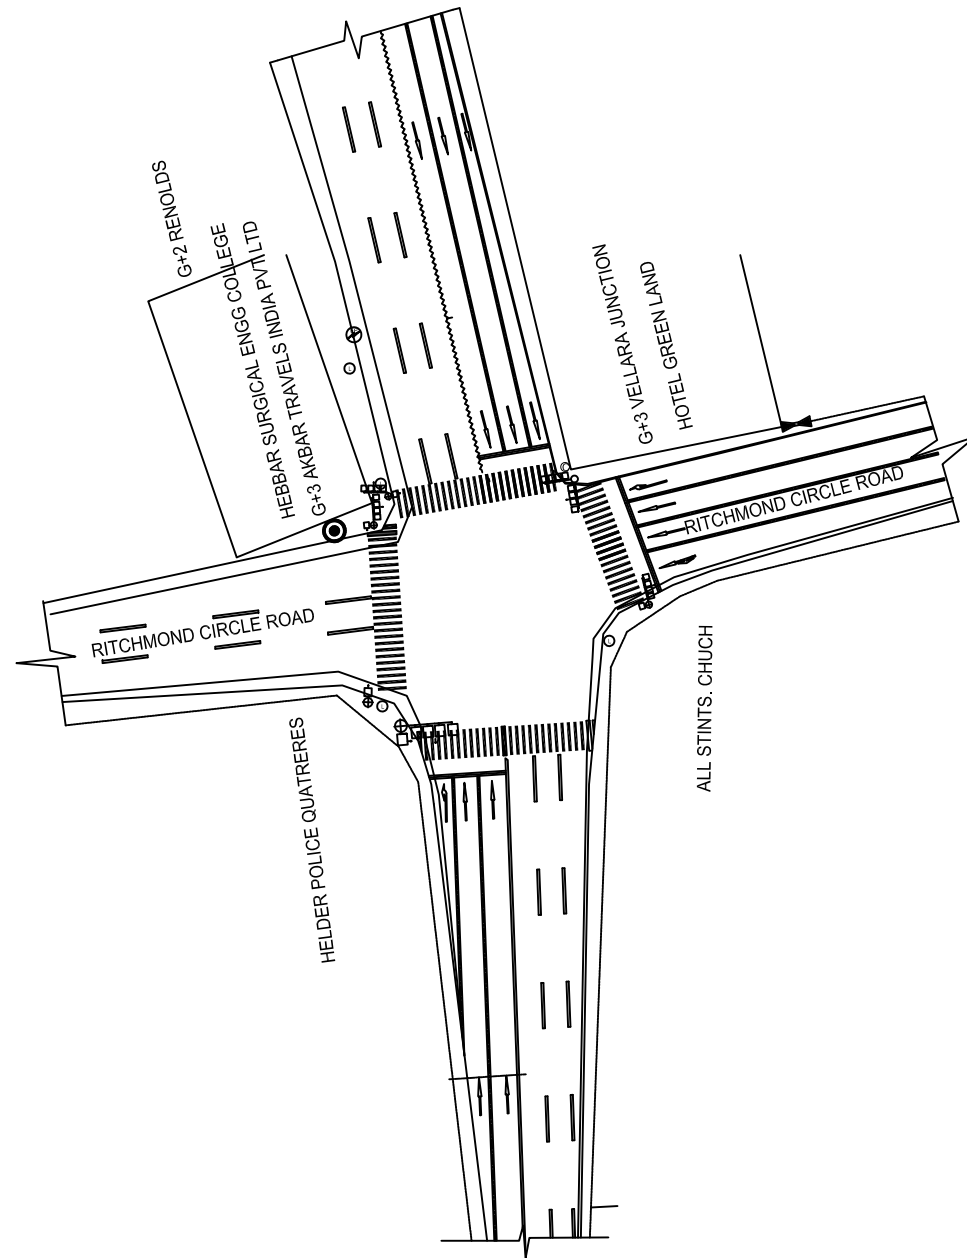 G+2 RENOLDS
HEBBAR SURGICAL ENGG COLLEGE
G+3 AKBAR TRAVELS INDIA PVT LTD
G+3 VELLARA JUNCTION
HOTEL GREEN LAND
RITCHMOND CIRCLE ROAD
RITCHMOND CIRCLE ROAD
ALL STINTS. CHUCH
HELDER POLICE QUATRERES